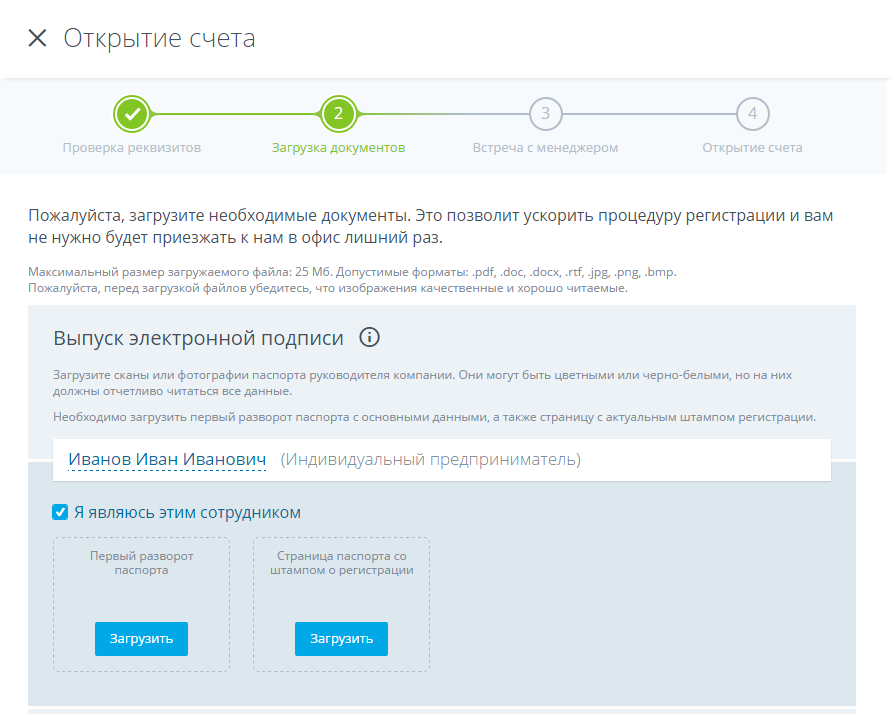 Открытие счета
2
3
4
Проверка реквизитов
Загрузка документов
Встреча с менеджером
Открытие счета
Пожалуйста, загрузите необходимые документы. Это позволит ускорить процедуру регистрации и вам
не нужно будет приезжать к нам в офис лишний раз.
Максимальный размер загружаемого файла: 25 Мб. Допустимые форматы: .pdf, .doc, .docx, .rtf, .jpg, .png, .bmp.
Пожалуйста, перед загрузкой файлов убедитесь, что изображения качественные и хорошо читаемые.
Выпуск электронной подписи
Загрузите сканы или фотографии паспорта руководителя компании. Они могут быть цветными или черно-белыми, но на них
должны отчетливо читаться все данные.
Необходимо загрузить первый разворот паспорта с основными данными, а также страницу с актуальным штампом регистрации.
Иванов Иван Иванович (Индивидуальный предприниматель)
Я являюсь этим сотрудником
Первый разворот
паспорта
Загрузить
Страница паспорта со
штампом о регистрации
Загрузить